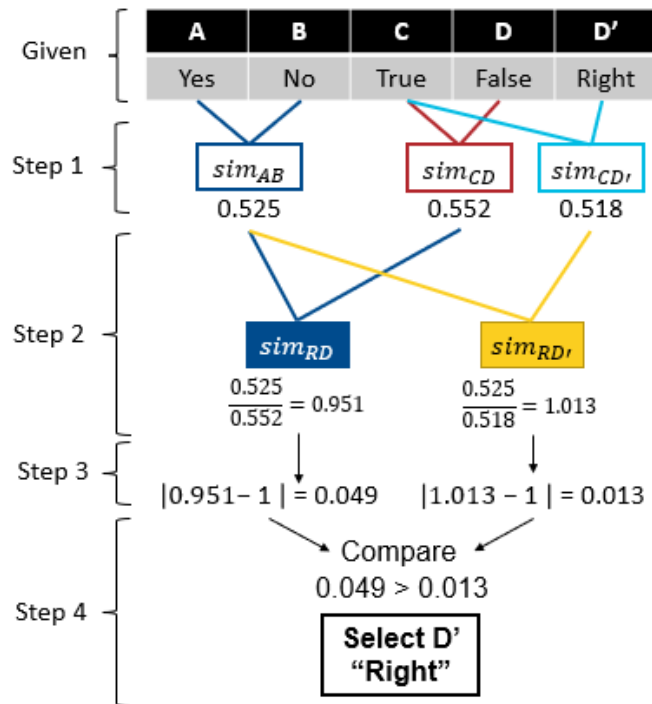 Given
A B C D D’
Yes No True False Right
Step 1
sim_AB sim_CD sim_CD′
0.525 0.552 0.518
Step 2
sim_RD sim_RD′
0.525/0.552 = 0.951 0.525/0.518 = 1.013
Step 3
|0.951– 1 | = 0.049 |1.013 – 1 | = 0.013
Step 4
Compare
0.049 > 0.013
Select D’
“Right”